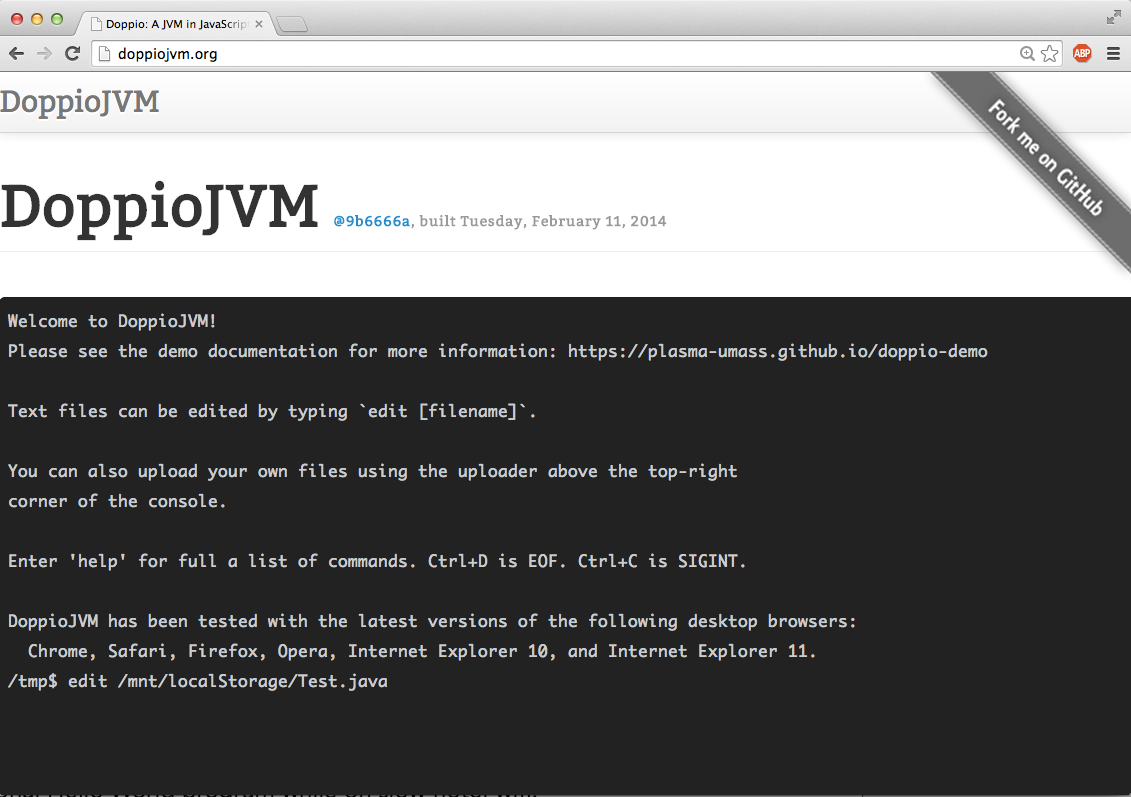 Doppio: A JVM in JavaScrip
doppiojvm.org
ABP
DoppioJVM
Fork me on GitHub
DoppioJVM @9b6666a, built Tuesday, February 11, 2014
Welcome to DoppioJVM!
Please see the demo documentation for more information: https://plasma-umass.github.io/doppio-demo
Text files can be edited by typing `edit [filename]`.
You can also upload your own files using the uploader above the top-right
corner of the console.
Enter 'help' for full a list of commands. Ctrl+D is EOF. Ctrl+C is SIGINT.
DoppioJVM has been tested with the latest versions of the following desktop browsers:
Chrome, Safari, Firefox, Opera, Internet Explorer 10, and Internet Explorer 11.
/tmp$ edit /mnt/localStorage/Test.java